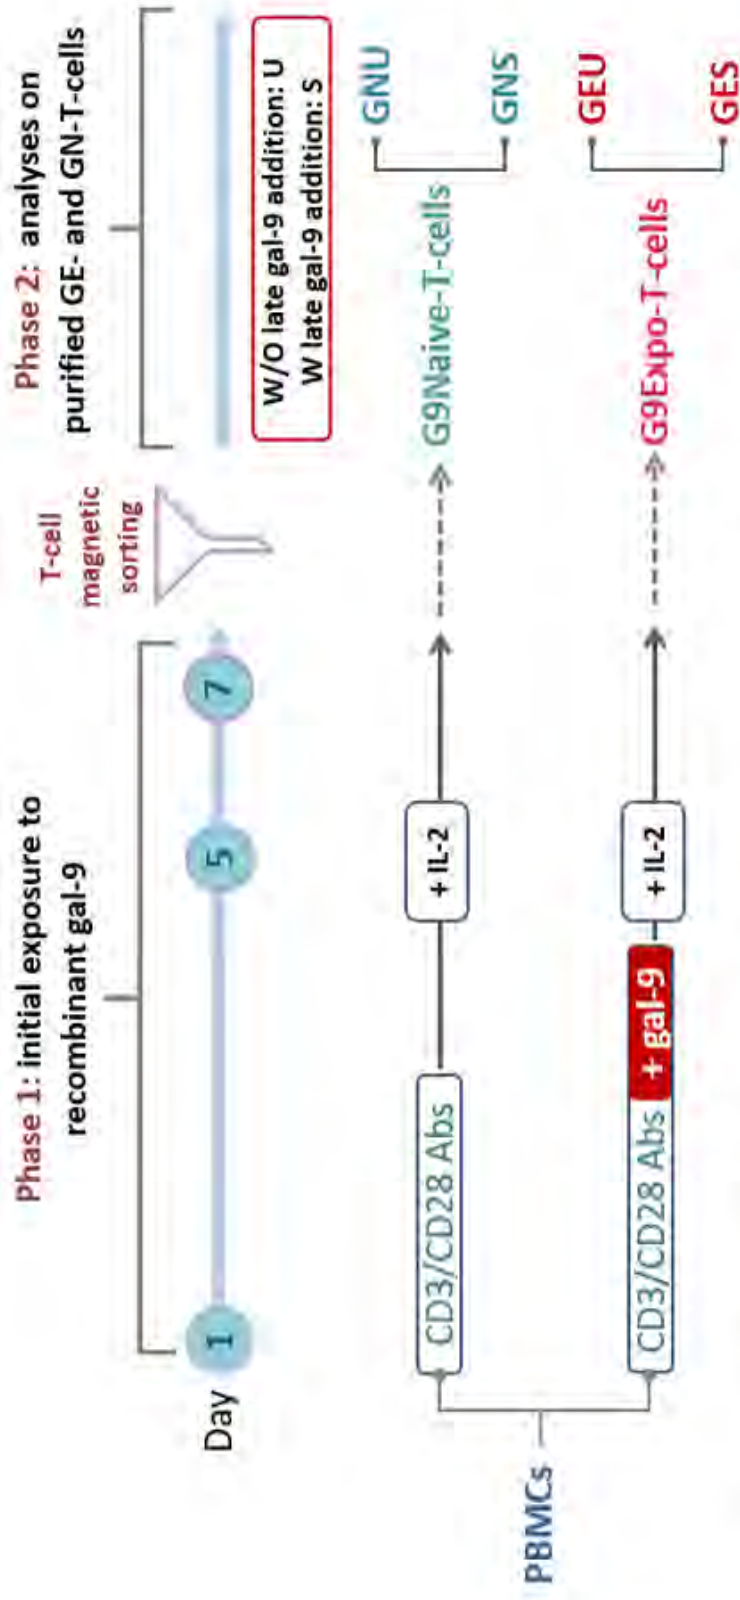 Phase 1: initial exposure to
recombinant gal-9
T-cell
magnetic
sorting
Phase 2: analyses on
purified GE- and GN-T-cells
Day
1
5
7
W/O late gal-9 addition: U
W late gal-9 addition: S
PBMCs
CD3/CD28 Abs
+ IL-2
G9Naive-T-cells
GNU
GNS
CD3/CD28 Abs
+ gal-9
+ IL-2
G9Expo-T-cells
GEU
GES